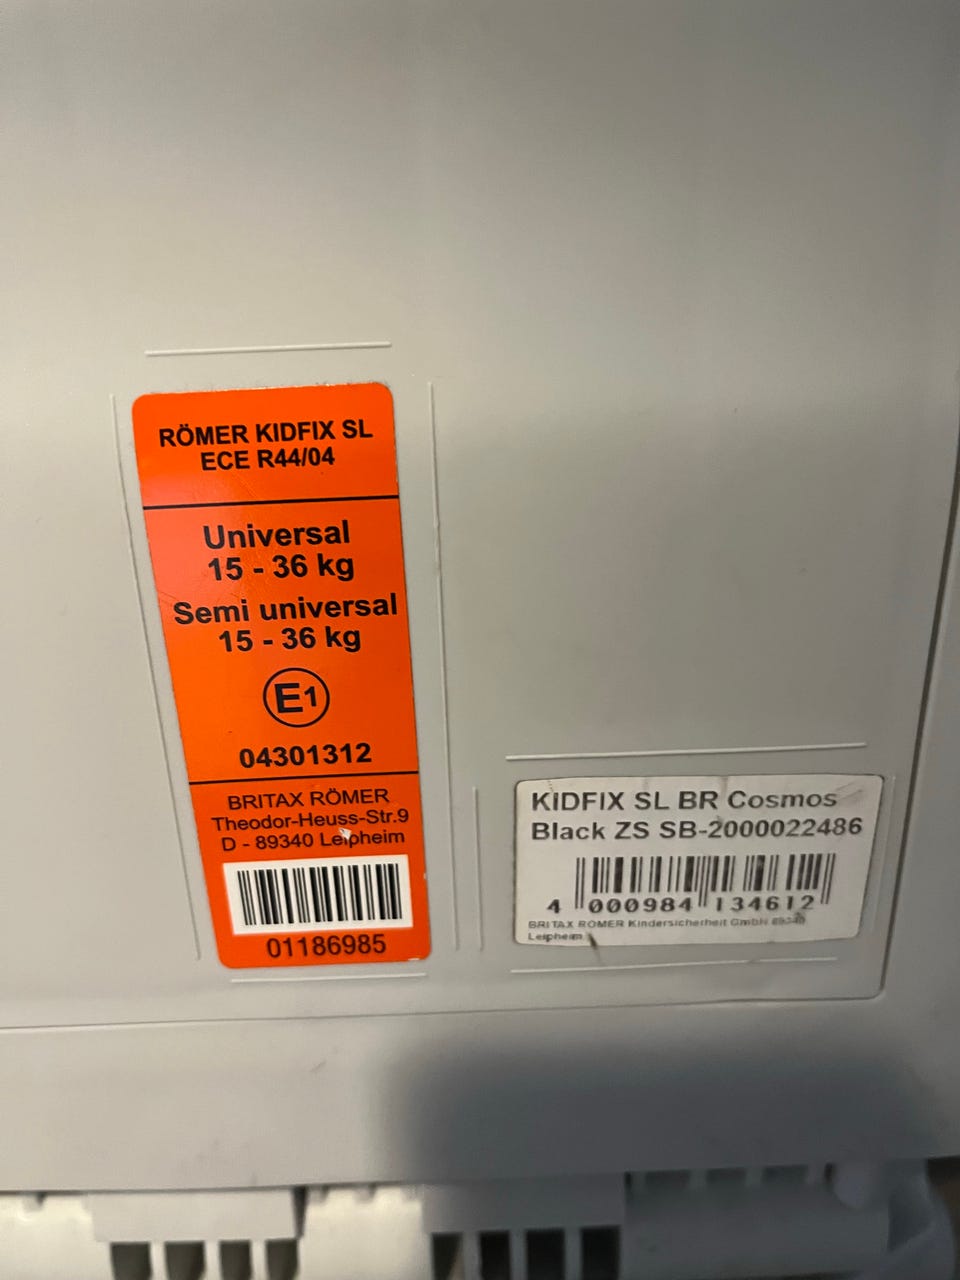 RÖMER KIDFIX SL
ECE R44/04
Universal
15 - 36 kg
Semi universal
15 - 36 kg
E1
04301312
BRITAX RÖMER
Theodor-Heuss-Str.9
D - 89340 Leipheim
01186985
KIDFIX SL BR Cosmos
Black ZS SB-2000022486
4 000984 134612
BRITAX RÖMER Kindersicherheit GmbH 89340
Leipheim